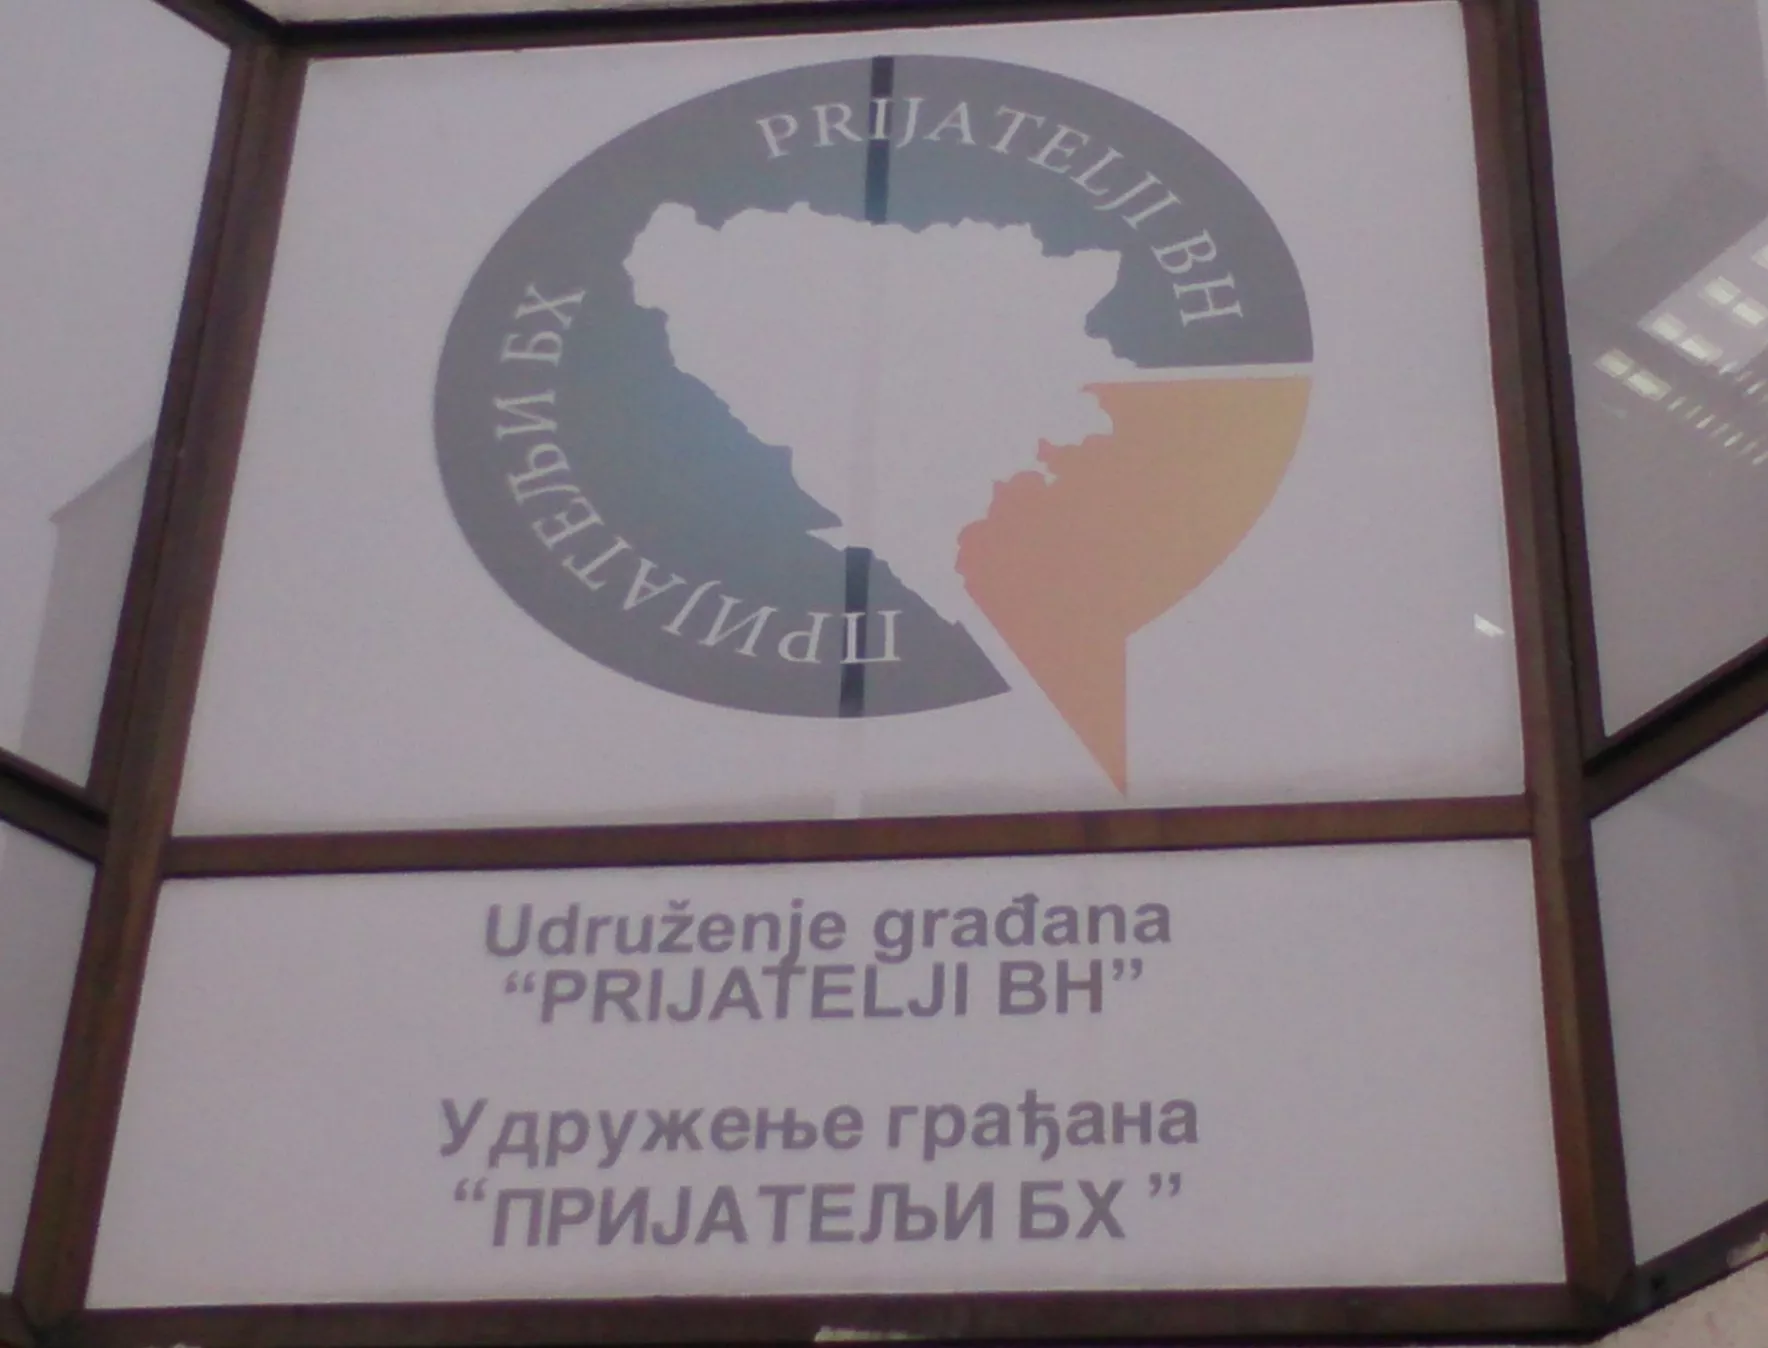 PRIJATELJI BH
ПРИЈАТЕЉИ БХ
Udruženje građana
“PRIJATELJI BH”
Удружење грађана
“ПРИЈАТЕЉИ БХ”